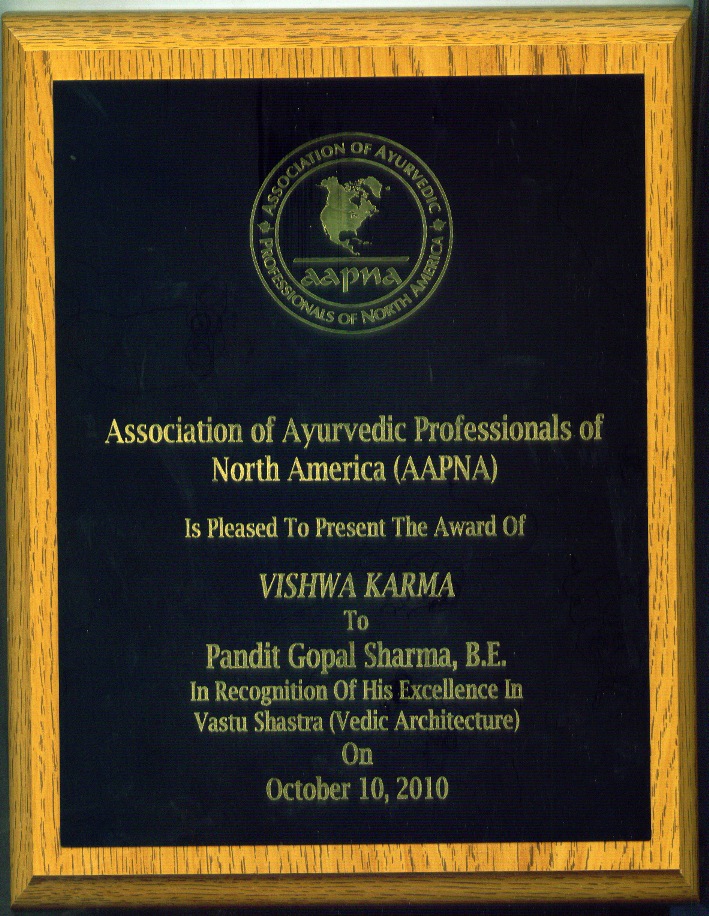 ASSOCIATION OF AYURVEDIC
PROFESSIONALS OF NORTH AMERICA
aapna
Association of Ayurvedic Professionals of
North America (AAPNA)
Is Pleased To Present The Award Of
VISHWA KARMA
To
Pandit Gopal Sharma, B.E.
In Recognition Of His Excellence In
Vastu Shastra (Vedic Architecture)
On
October 10, 2010